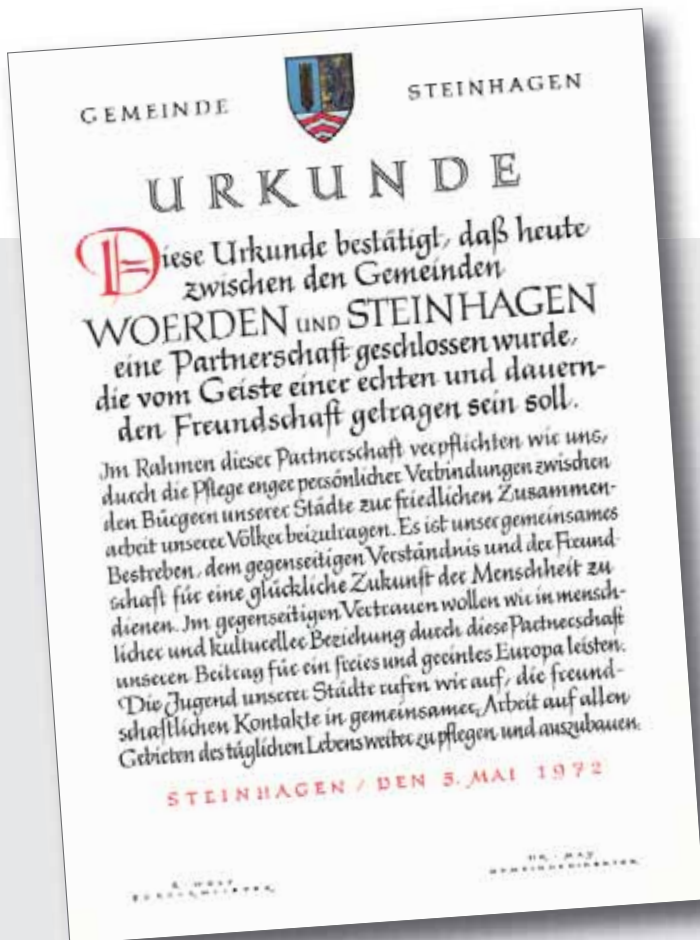 GEMEINDE STEINHAGEN
URKUNDE
Diese Urkunde bestätigt, daß heute
zwischen den Gemeinden
WOERDEN UND STEINHAGEN
eine Partnerschaft geschlossen wurde,
die vom Geiste einer echten und dauern-
den Freundschaft getragen sein soll.
Im Rahmen dieser Partnerschaft verpflichten wir uns,
durch die Pflege enger persönlicher Verbindungen zwischen
den Bürgern unserer Städte zur friedlichen Zusammen-
arbeit unserer Völker beizutragen. Es ist unser gemeinsames
Bestreben, dem gegenseitigen Verständnis und der Freund-
schaft für eine glückliche Zukunft der Menschheit zu
dienen. Im gegenseitigen Vertrauen wollen wir in mensch-
licher und kultureller Beziehung durch diese Partnerschaft
unseren Beitrag für ein freies und geeintes Europa leisten.
Die Jugend unserer Städte rufen wir auf, die freund-
schaftlichen Kontakte in gemeinsamer Arbeit auf allen
Gebieten des täglichen Lebens weiter zu pflegen und auszubauen.
STEINHAGEN / DEN 5. MAI 1972
BÜRGERMEISTER
GEMEINDEDIREKTOR